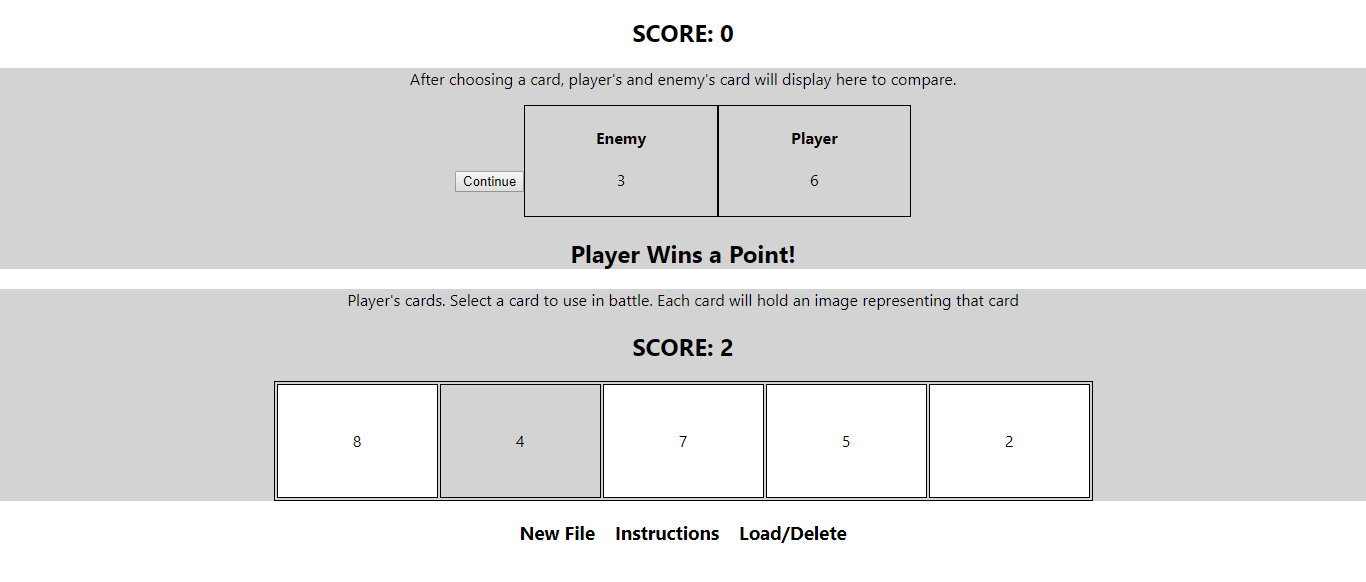 SCORE: 0
After choosing a card, player's and enemy's card will display here to compare.
Enemy Player
Continue 3 6
Player Wins a Point!
Player's cards. Select a card to use in battle. Each card will hold an image representing that card
SCORE: 2
8 4 7 5 2
New File Instructions Load/Delete